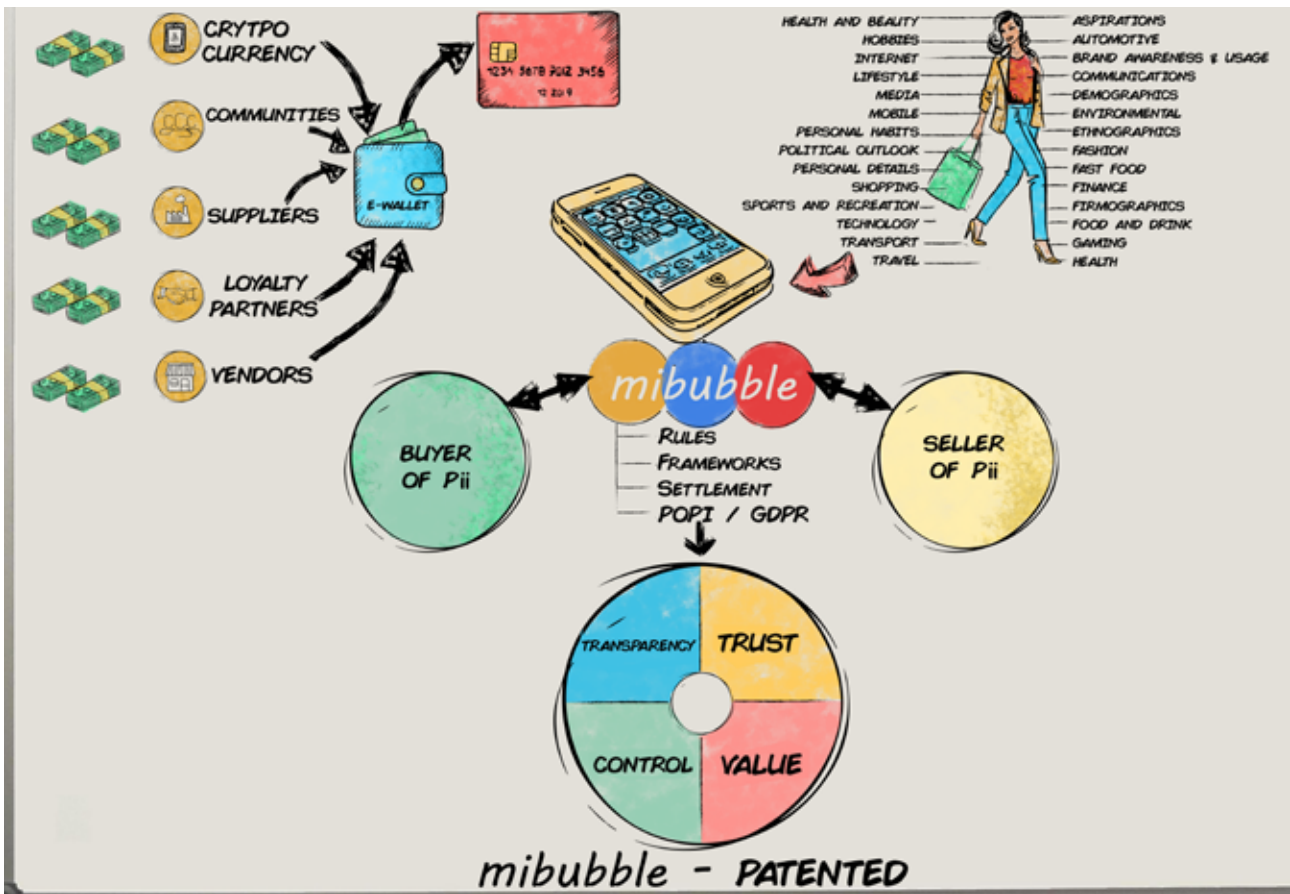 CRYTPO
CURRENCY
COMMUNITIES
SUPPLIERS
LOYALTY
PARTNERS
VENDORS
E-WALLET
1234 5678 9012 3456
12 2019
HEALTH AND BEAUTY
HOBBIES
INTERNET
LIFESTYLE
MEDIA
MOBILE
PERSONAL HABITS
POLITICAL OUTLOOK
PERSONAL DETAILS
SHOPPING
SPORTS AND RECREATION
TECHNOLOGY
TRANSPORT
TRAVEL
ASPIRATIONS
AUTOMOTIVE
BRAND AWARENESS & USAGE
COMMUNICATIONS
DEMOGRAPHICS
ENVIRONMENTAL
ETHNOGRAPHICS
FASHION
FAST FOOD
FINANCE
FIRMOGRAPHICS
FOOD AND DRINK
GAMING
HEALTH
mibubble
RULES
FRAMEWORKS
SETTLEMENT
POPI / GDPR
BUYER
OF Pii
SELLER
OF Pii
TRANSPARENCY
TRUST
CONTROL
VALUE
mibubble - PATENTED